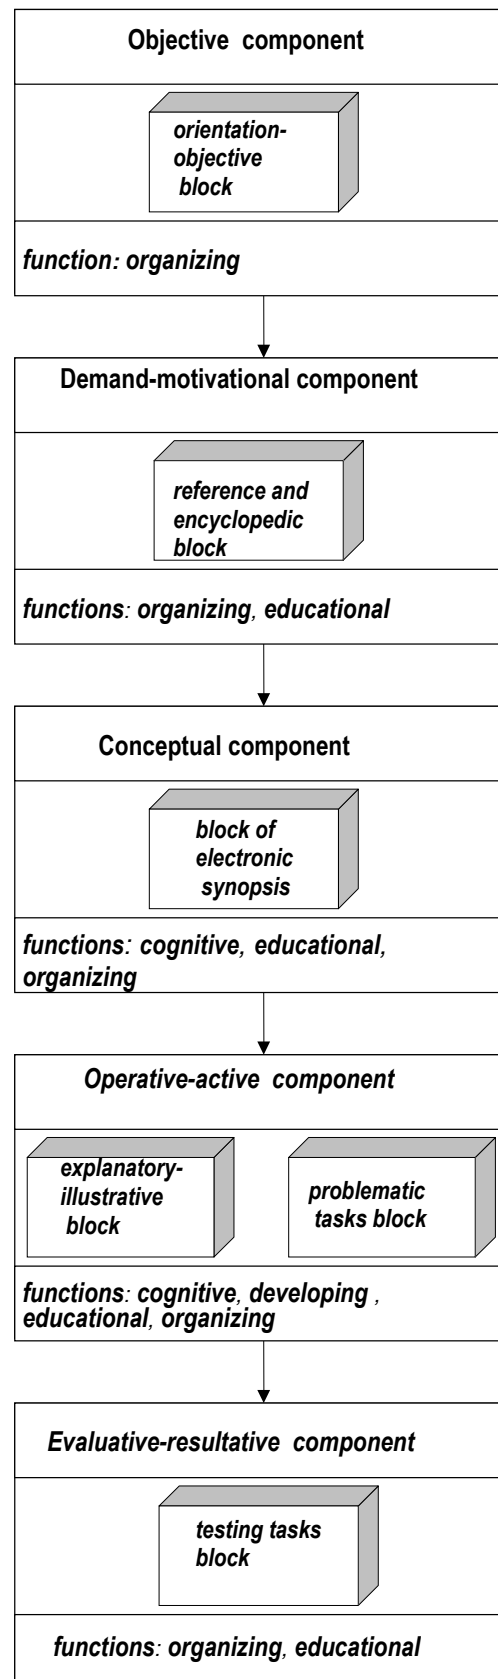 Objective component
orientation-
objective
block
function: organizing
Demand-motivational component
reference and
encyclopedic
block
functions: organizing, educational
Conceptual component
block of
electronic
synopsis
functions: cognitive, educational,
organizing
Operative-active component
explanatory-
illustrative
block
problematic
tasks block
functions: cognitive, developing ,
educational, organizing
Evaluative-resultative component
testing tasks
block
functions: organizing, educational